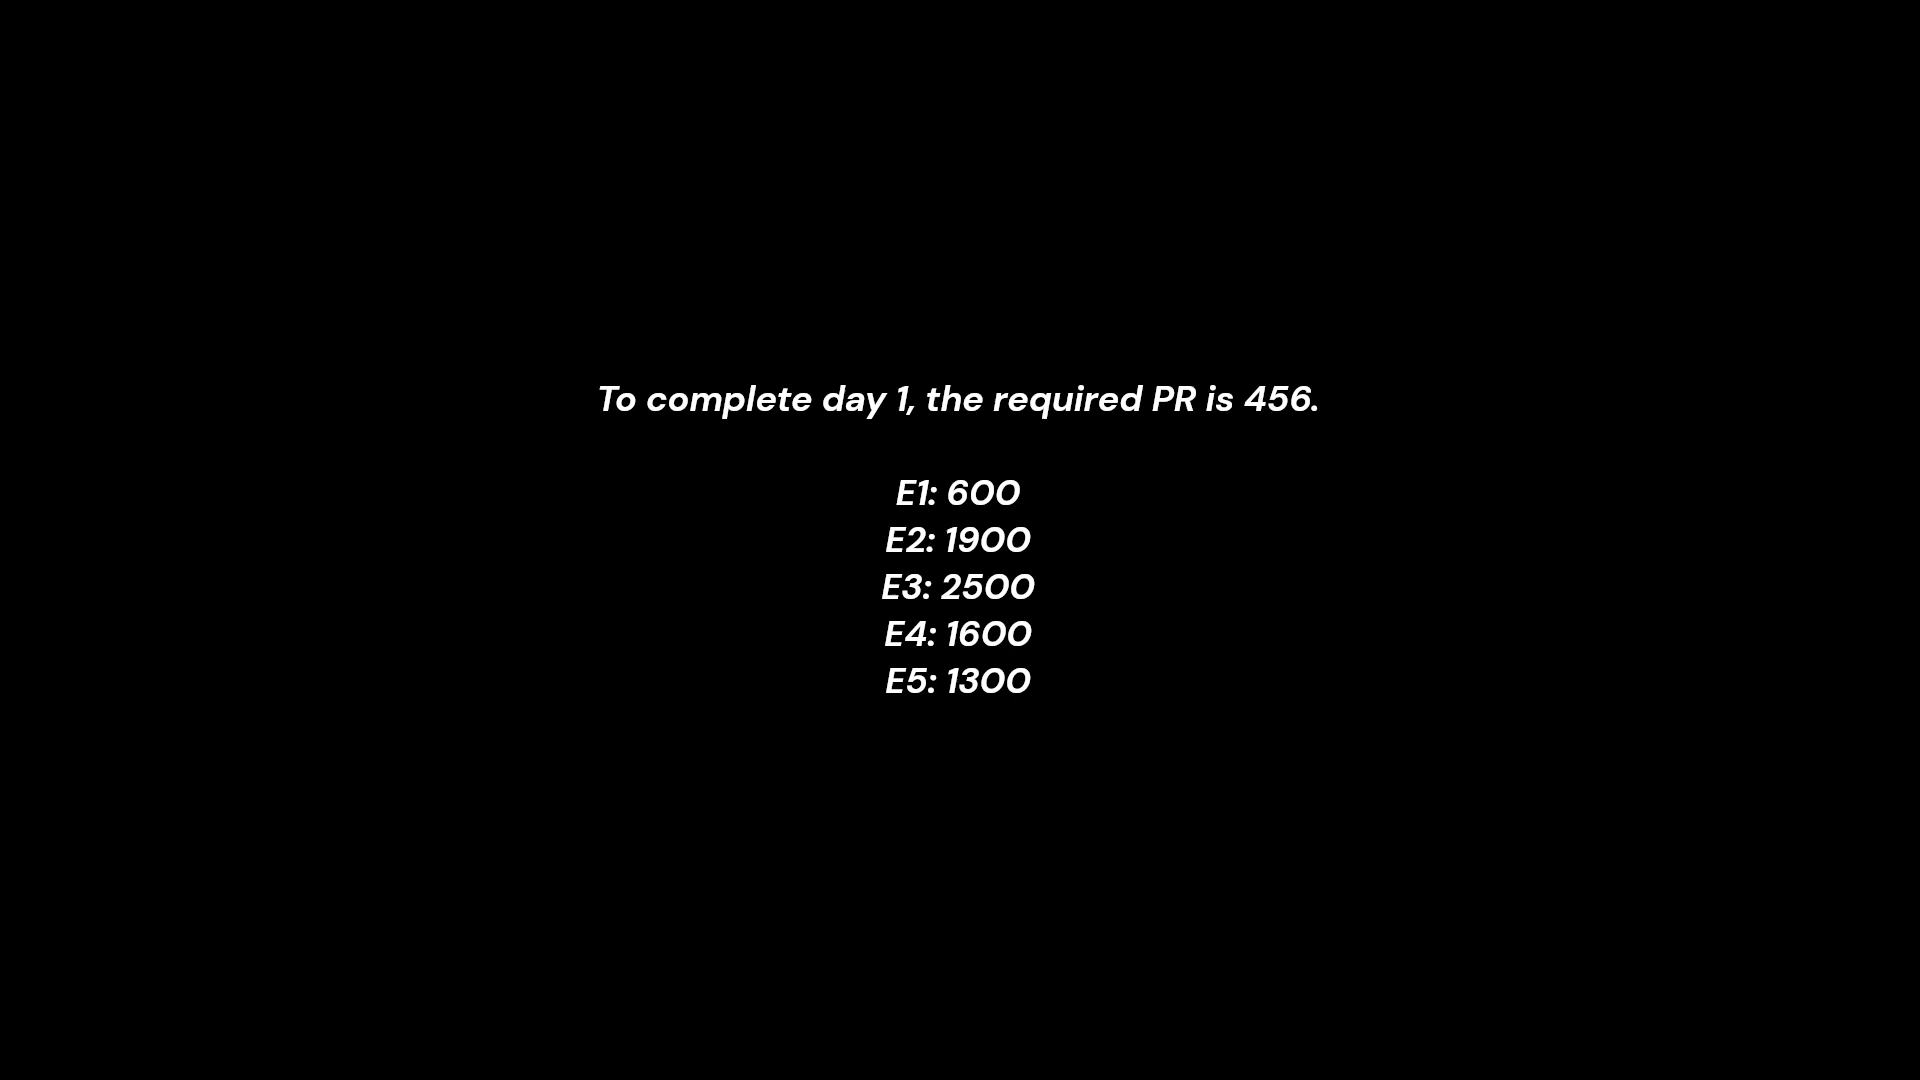 To complete day 1, the required PR is 456.
E1: 600
E2: 1900
E3: 2500
E4: 1600
E5: 1300